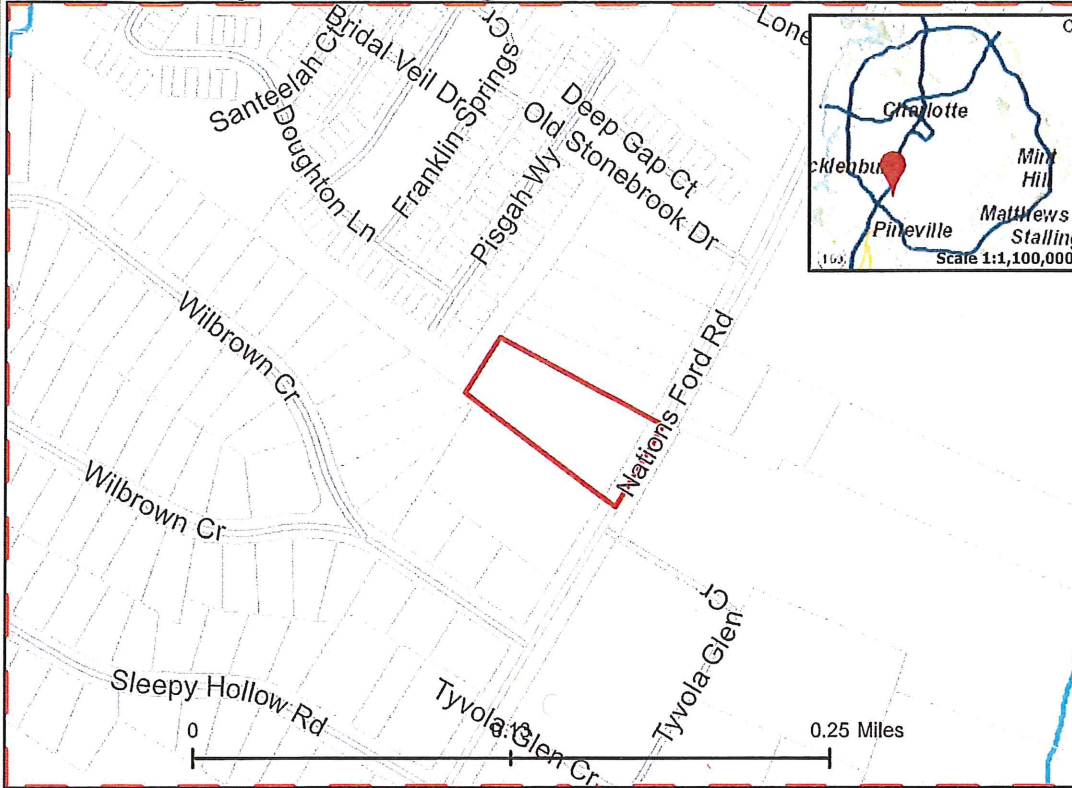 Bridal Veil Dr
Santeelah Ct
Doughton Ln
Franklin Springs
Cr
Pisgah Wy
Deep Gap Ct
Old Stonebrook Dr
Lone
Charlotte
cklenbu
Mint
Hill
Matthews
Stalling
Pineville
Scale 1:1,100,000
Wilbrown Cr
Nations Ford Rd
Wilbrown Cr
Tyvola Glen
Cr
Sleepy Hollow Rd
Tyvola Glen Cr
0
0.25 Miles